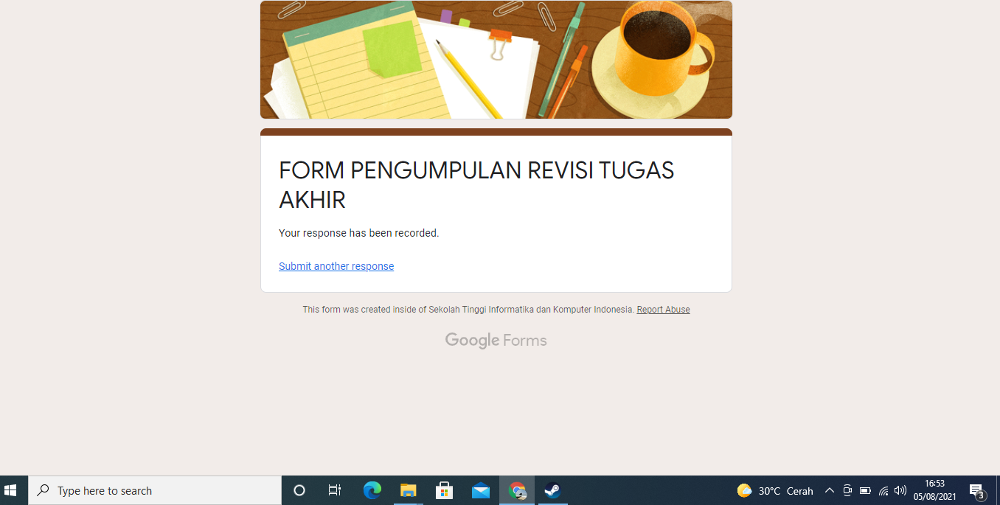 FORM PENGUMPULAN REVISI TUGAS
AKHIR
Your response has been recorded.
Submit another response
This form was created inside of Sekolah Tinggi Informatika dan Komputer Indonesia. Report Abuse
Google Forms
Type here to search
30°C Cerah
16:53
05/08/2021
3